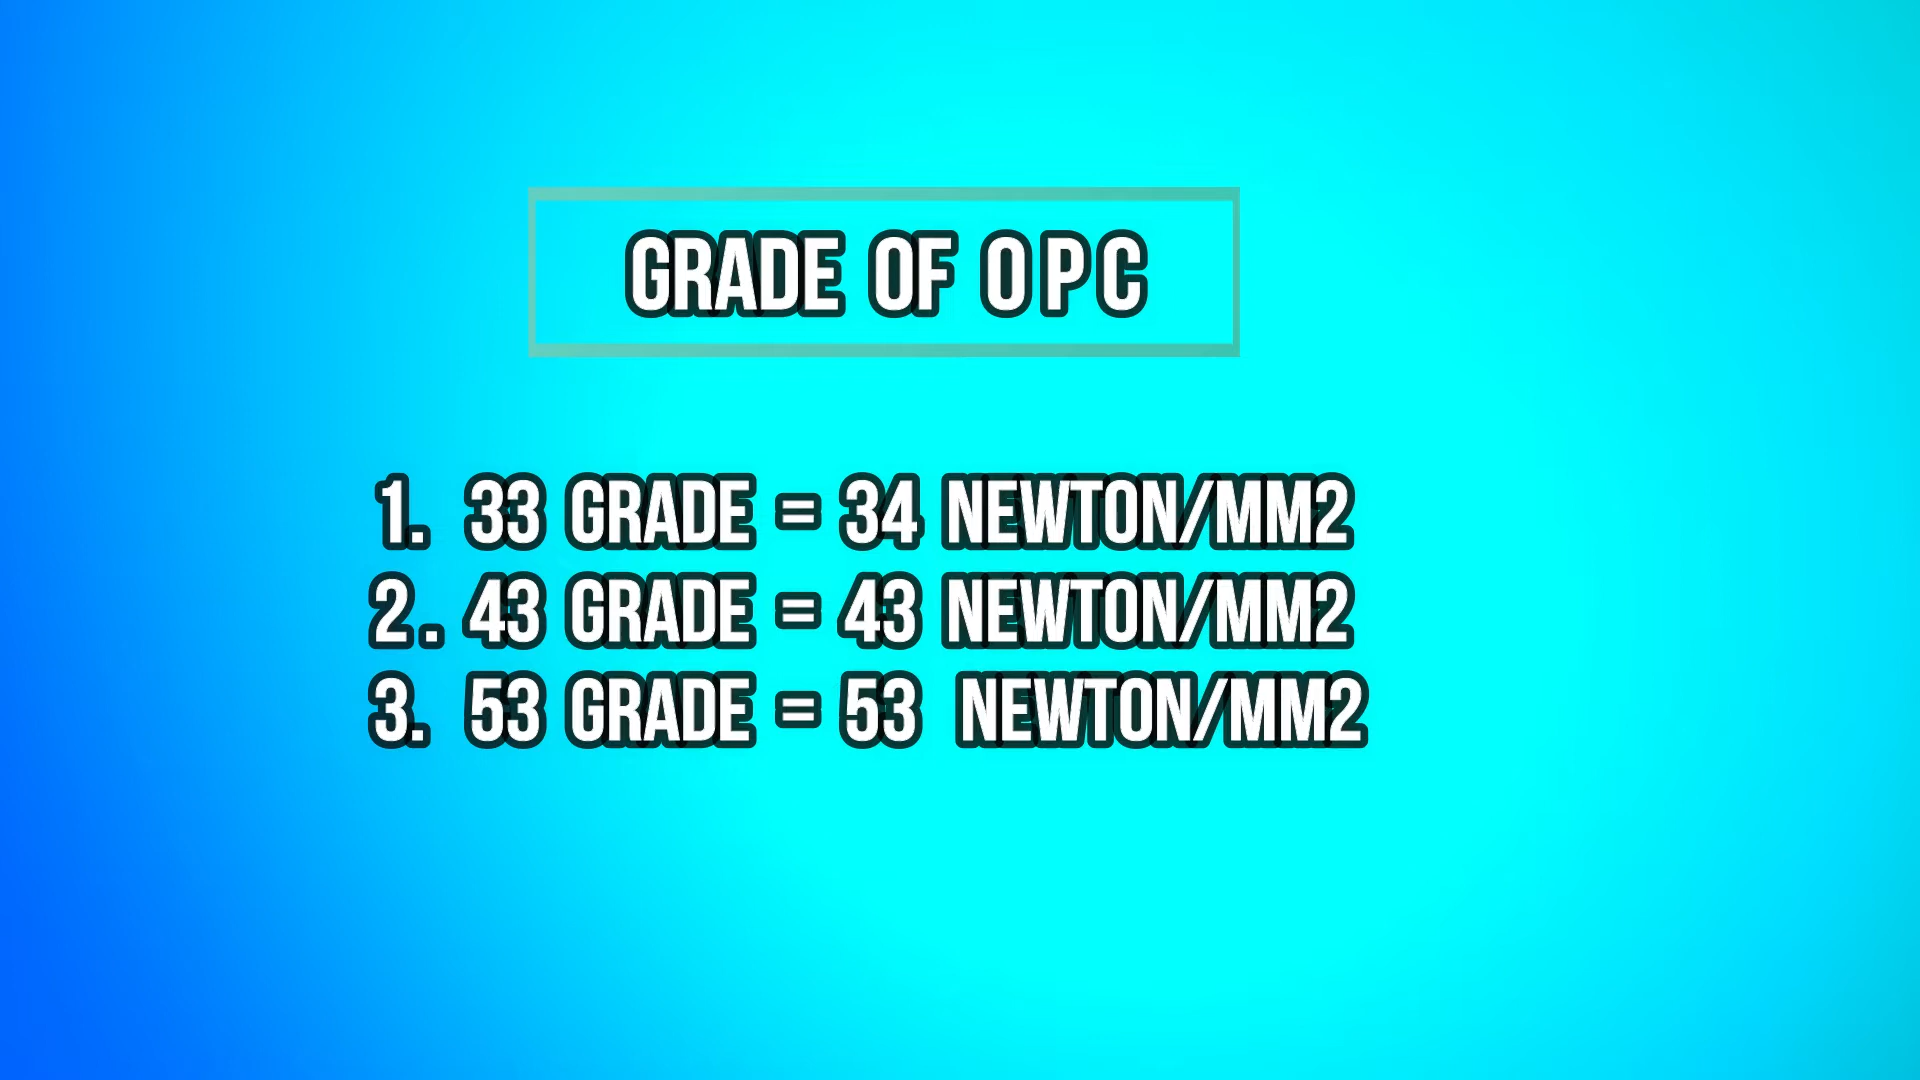 GRADE OF OPC
1. 33 GRADE = 34 NEWTON/MM2
2. 43 GRADE = 43 NEWTON/MM2
3. 53 GRADE = 53 NEWTON/MM2